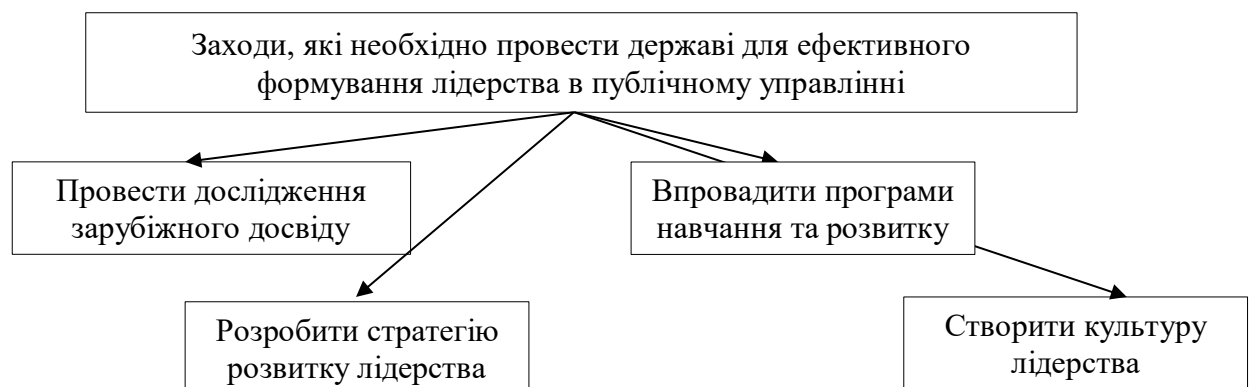 Заходи, які необхідно провести державі для ефективного
формування лідерства в публічному управлінні
Провести дослідження
зарубіжного досвіду
Впровадити програми
навчання та розвитку
Розробити стратегію
розвитку лідерства
Створити культуру
лідерства